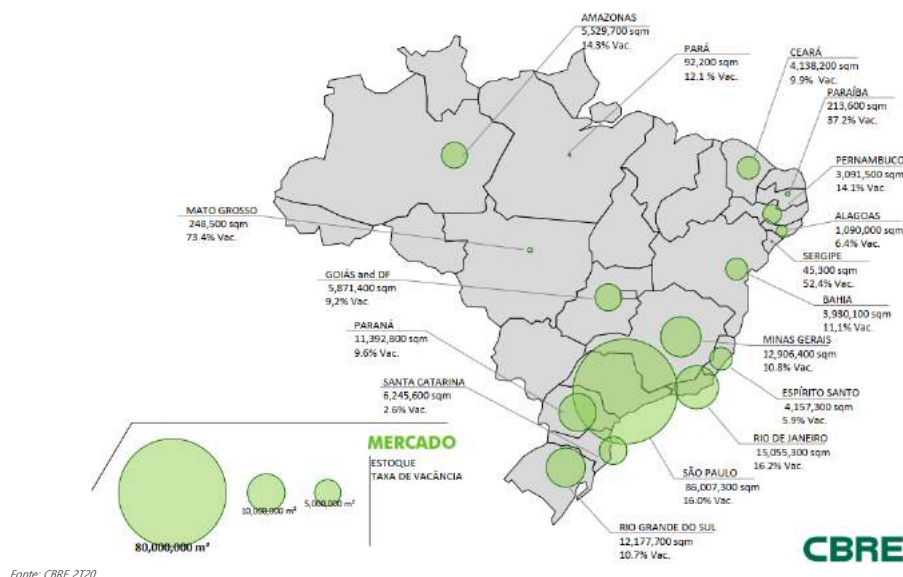 AMAZONAS
5,529,700 sqm
14.3% Vac.
PARÁ
92,200 sqm
12.1 % Vac.
CEARÁ
4,138,200 sqm
9.9% Vac.
PARAÍBA
213,600 sqm
37.2% Vac.
PERNAMBUCO
3,091,500 sqm
14.1% Vac.
ALAGOAS
1,090,000 sqm
6.4% Vac.
SERGIPE
45,300 sqm
52,4% Vac.
BAHIA
3,930,100 sqm
11,1% Vac.
MATO GROSSO
248,500 sqm
73.4% Vac.
GOIÁS and DF
5,871,400 sqm
9,2% Vac.
MINAS GERAIS
12,906,400 sqm
10.8% Vac.
PARANÁ
11,392,800 sqm
9.6% Vac.
ESPÍRITO SANTO
4,157,300 sqm
5.9% Vac.
SANTA CATARINA
6,245,600 sqm
2.6% Vac.
RIO DE JANEIRO
15,055,300 sqm
16.2% Vac.
SÃO PAULO
86,007,300 sqm
16.0% Vac.
RIO GRANDE DO SUL
12,177,700 sqm
10.7% Vac.
MERCADO
ESTOQUE
TAXA DE VACÂNCIA
80,000,000 m²
10,000,000 m²
5,000,000 m²
CBRE
Fonte: CBRE 2T20